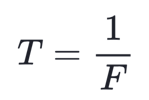 T = 1/F